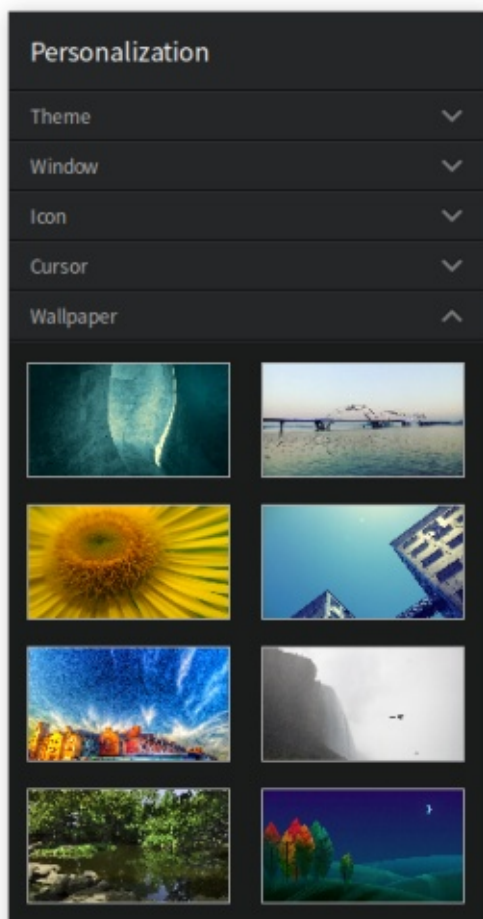 Personalization
Theme
Window
Icon
Cursor
Wallpaper